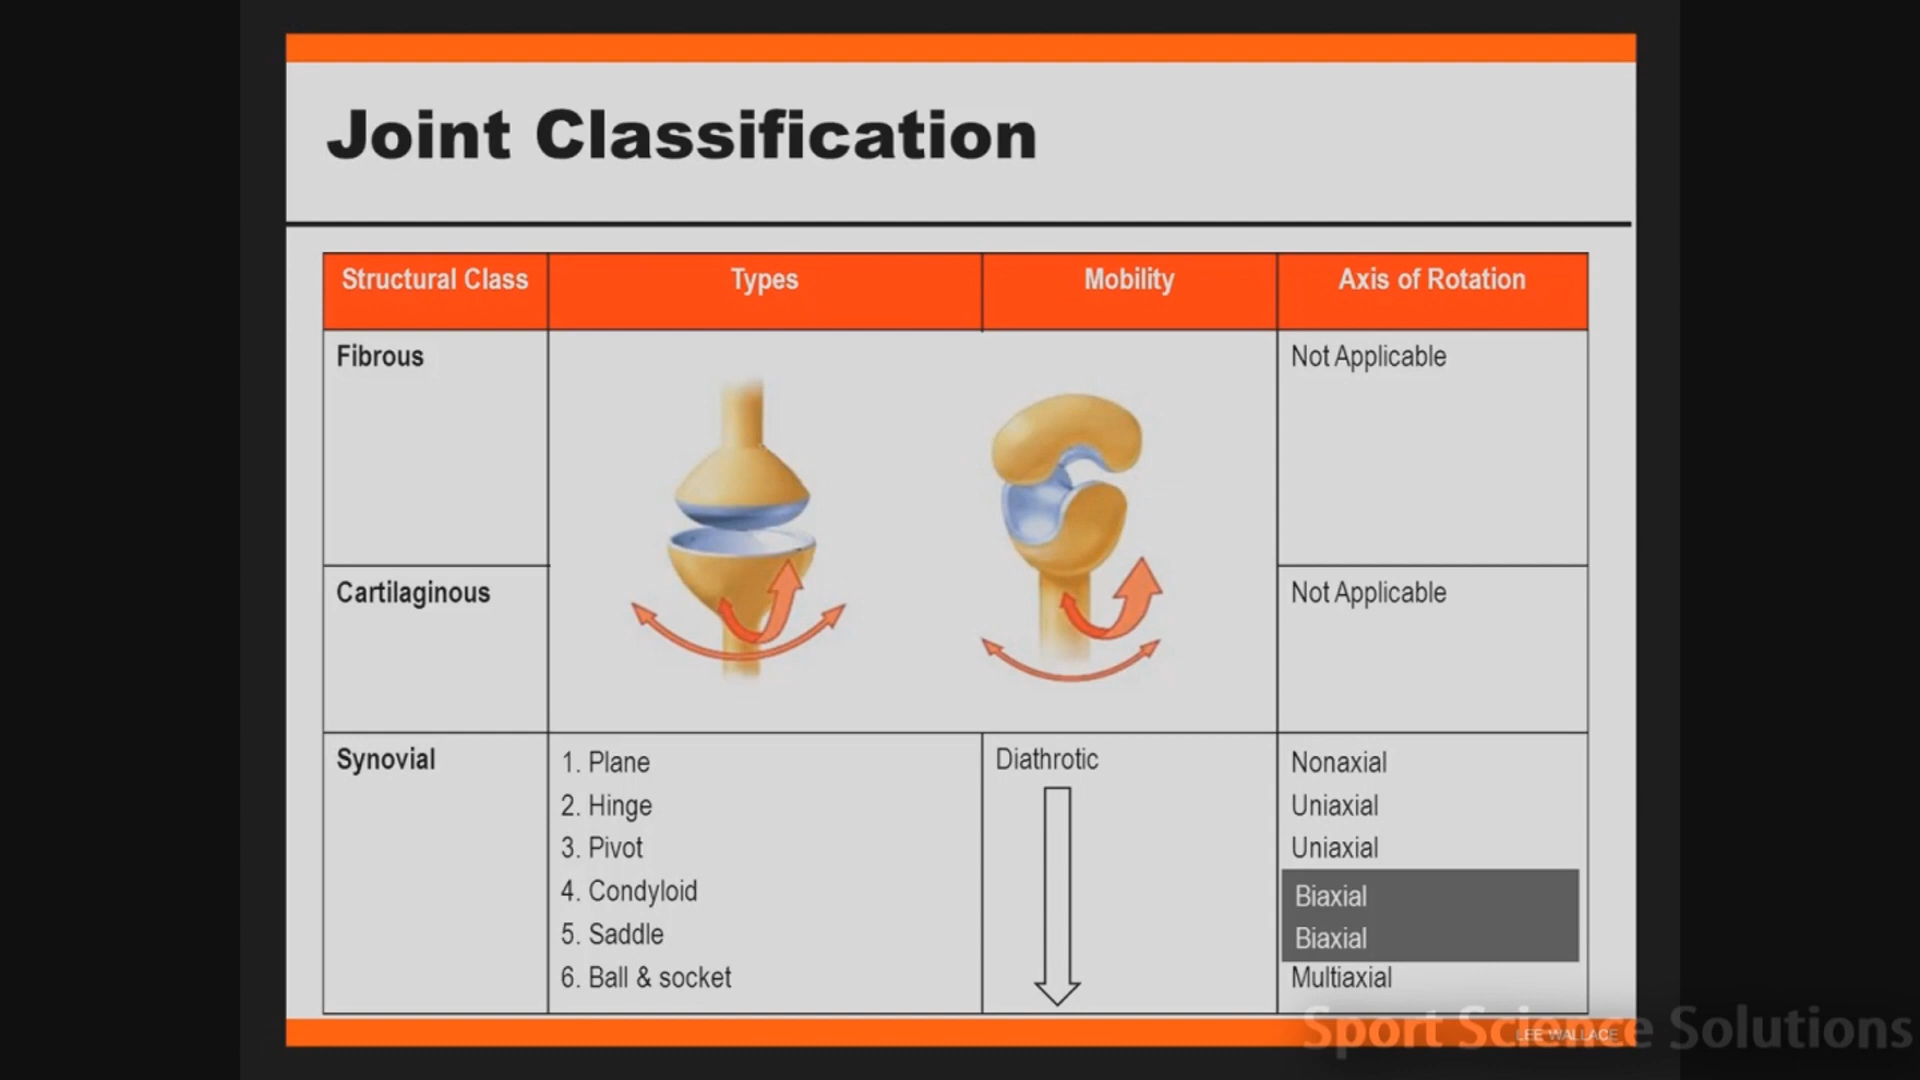 Joint Classification
Structural Class
Types
Mobility
Axis of Rotation
Fibrous
Not Applicable
Cartilaginous
Not Applicable
Synovial
1. Plane
2. Hinge
3. Pivot
4. Condyloid
5. Saddle
6. Ball & socket
Diathrotic
Nonaxial
Uniaxial
Uniaxial
Biaxial
Biaxial
Multiaxial
LEE WALLACE
Sport Science Solutions